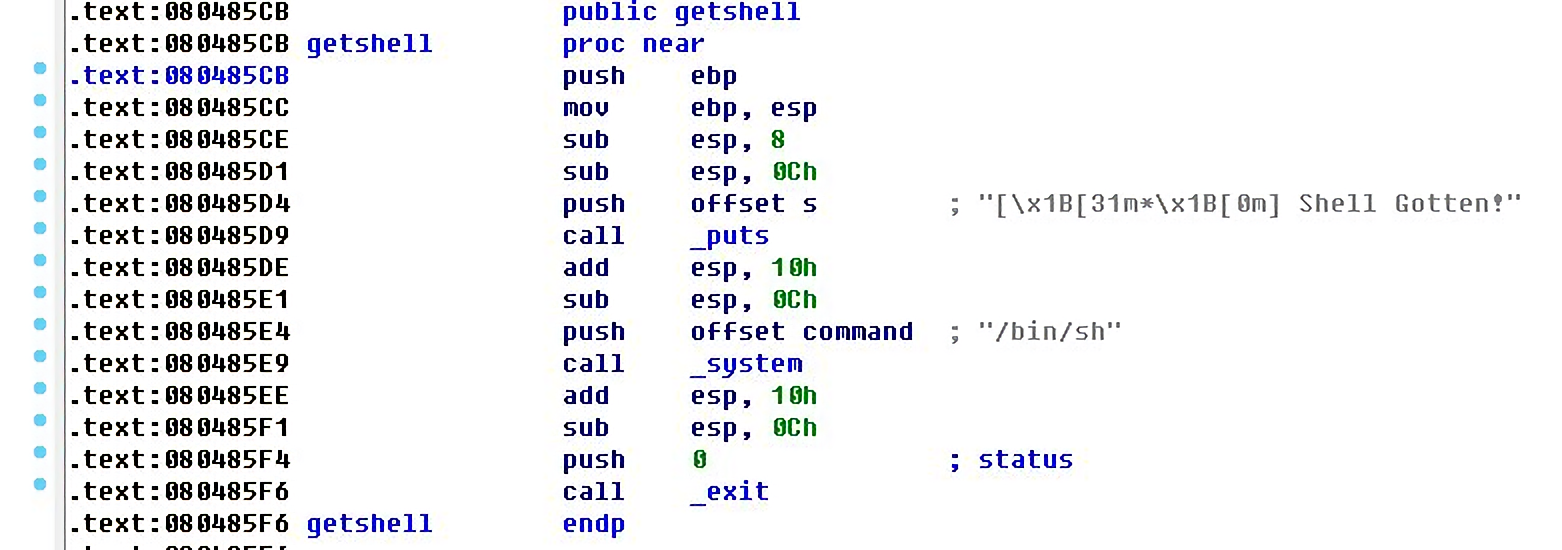 .text:080485CB public getshell
.text:080485CB getshell proc near
.text:080485CB push ebp
.text:080485CC mov ebp, esp
.text:080485CE sub esp, 8
.text:080485D1 sub esp, 0Ch
.text:080485D4 push offset s ; "[\x1B[31m*\x1B[0m] Shell Gotten!"
.text:080485D9 call _puts
.text:080485DE add esp, 10h
.text:080485E1 sub esp, 0Ch
.text:080485E4 push offset command ; "/bin/sh"
.text:080485E9 call _system
.text:080485EE add esp, 10h
.text:080485F1 sub esp, 0Ch
.text:080485F4 push 0 ; status
.text:080485F6 call _exit
.text:080485F6 getshell endp